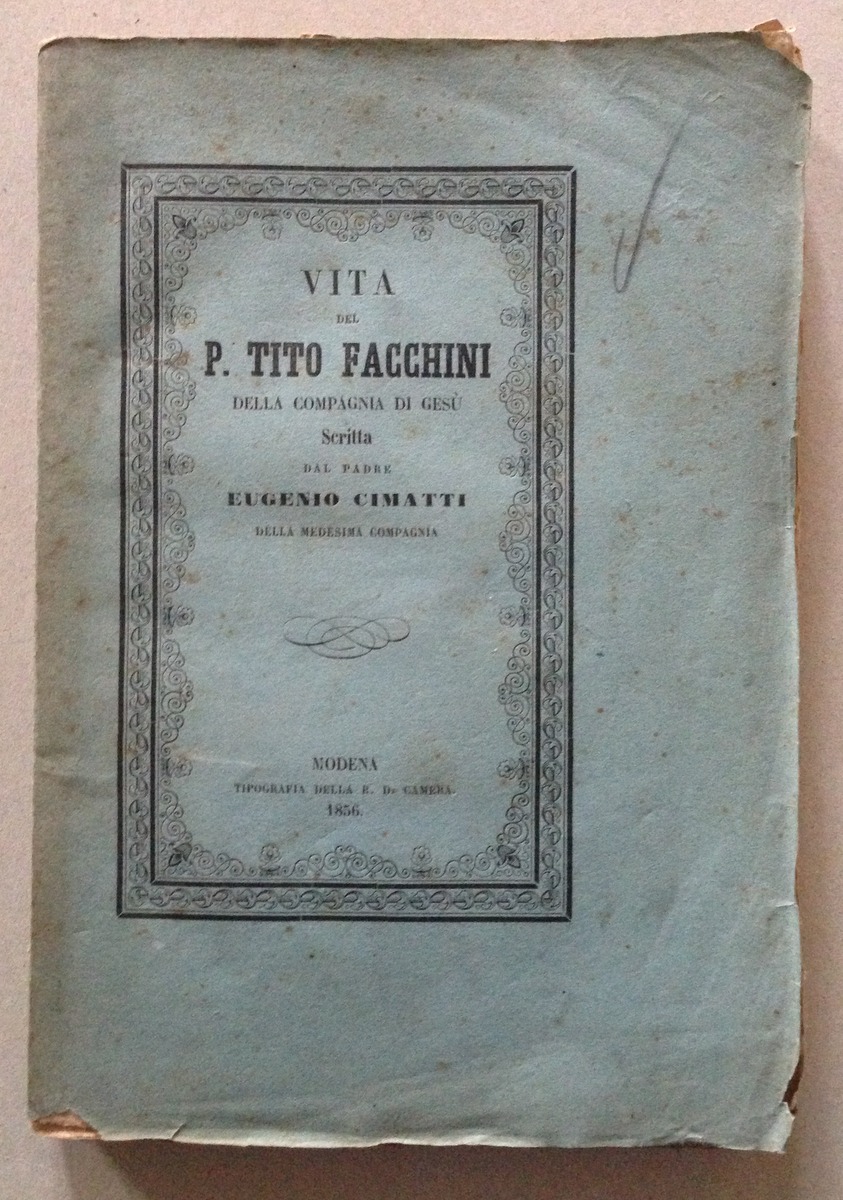 VITA
DEL
P. TITO FACCHINI
DELLA COMPAGNIA DI GESÙ
Scritta
DAL PADRE
EUGENIO CIMATTI
DELLA MEDESIMA COMPAGNIA
MODENA
TIPOGRAFIA DELLA R. D. CAMERA.
1856.